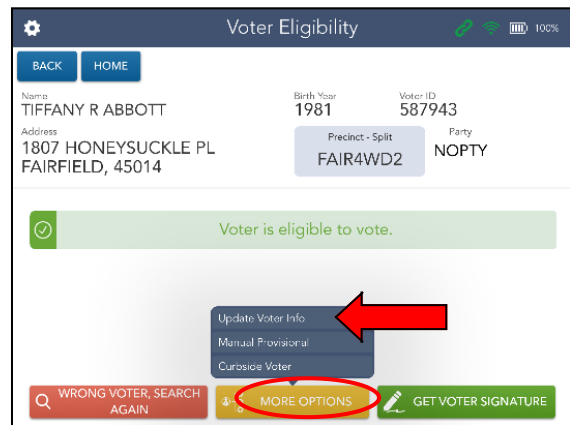 Voter Eligibility
100%
BACK HOME
Name Birth Year Voter ID
TIFFANY R ABBOTT 1981 587943
Address Precinct - Split Party
1807 HONEYSUCKLE PL FAIR4WD2 NOPTY
FAIRFIELD, 45014
Voter is eligible to vote.
Update Voter Info
Manual Provisional
Curbside Voter
WRONG VOTER, SEARCH
AGAIN
MORE OPTIONS
GET VOTER SIGNATURE